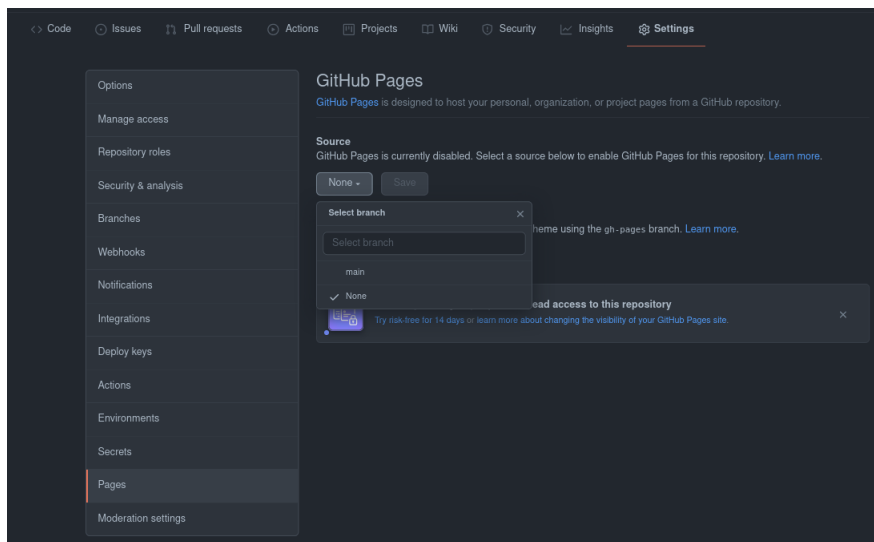 Code Issues Pull requests Actions Projects Wiki Security Insights Settings
Options
Manage access
Repository roles
Security & analysis
Branches
Webhooks
Notifications
Integrations
Deploy keys
Actions
Environments
Secrets
Pages
Moderation settings
GitHub Pages
GitHub Pages is designed to host your personal, organization, or project pages from a GitHub repository.
Source
GitHub Pages is currently disabled. Select a source below to enable GitHub Pages for this repository. Learn more.
None Save
Select branch
heme using the gh-pages branch. Learn more.
Select branch
main
None
ead access to this repository
Try risk-free for 14 days or learn more about changing the visibility of your GitHub Pages site.